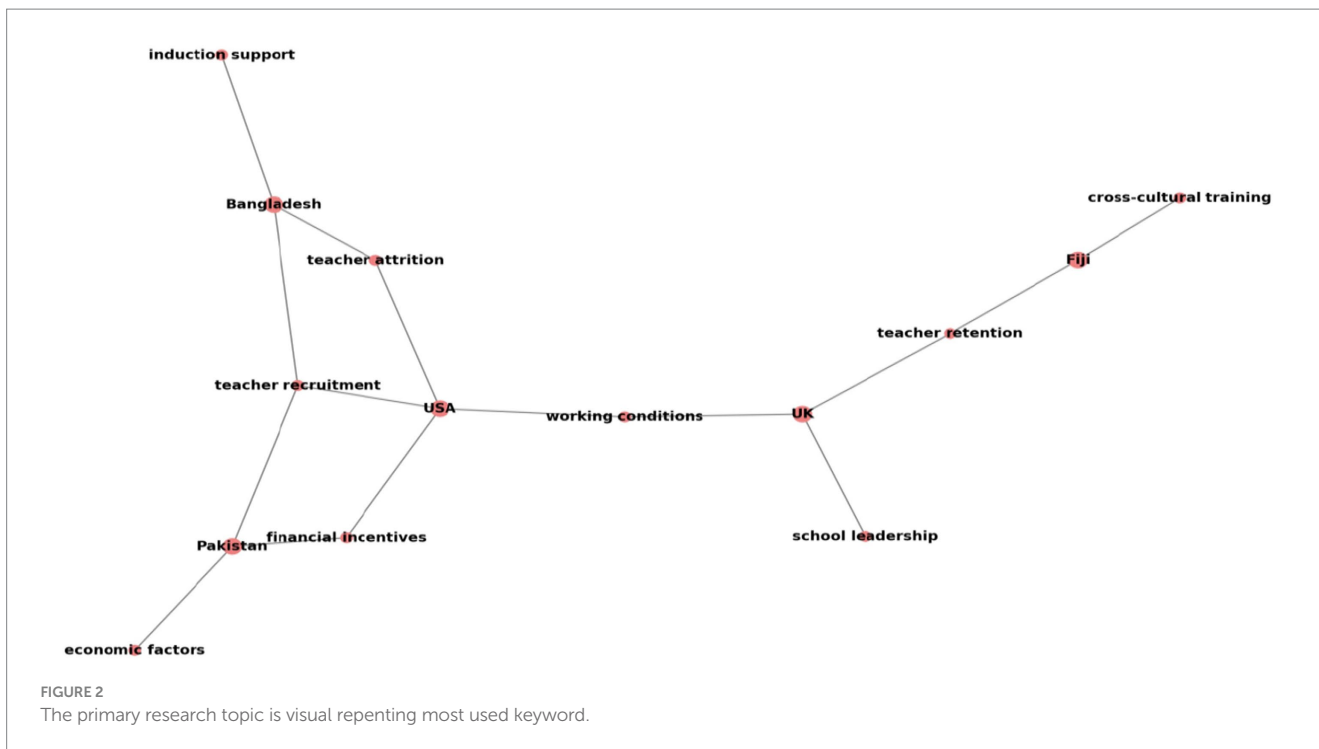 induction support
cross-cultural training
Bangladesh
teacher attrition
Fiji
teacher retention
teacher recruitment
USA
working conditions
UK
Pakistan
financial incentives
school leadership
economic factors
FIGURE 2
The primary research topic is visual repenting most used keyword.